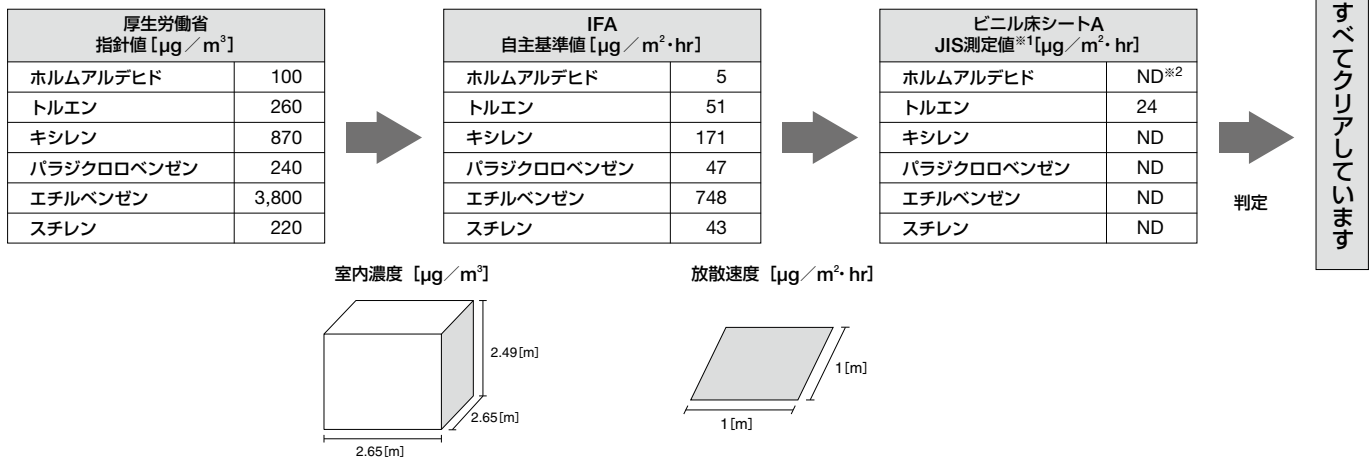 厚生労働省
指針値［μg／m³］
ホルムアルデヒド 100
トルエン 260
キシレン 870
パラジクロロベンゼン 240
エチルベンゼン 3,800
スチレン 220
IFA
自主基準値［μg／m²･hr］
ホルムアルデヒド 5
トルエン 51
キシレン 171
パラジクロロベンゼン 47
エチルベンゼン 748
スチレン 43
ビニル床シートA
JIS測定値※1［μg／m²･hr］
ホルムアルデヒド ND※2
トルエン 24
キシレン ND
パラジクロロベンゼン ND
エチルベンゼン ND
スチレン ND
判定
すべてクリアしています
室内濃度［μg／m³］
2.49［m］
2.65［m］
2.65［m］
放散速度［μg／m²･hr］
1［m］
1［m］